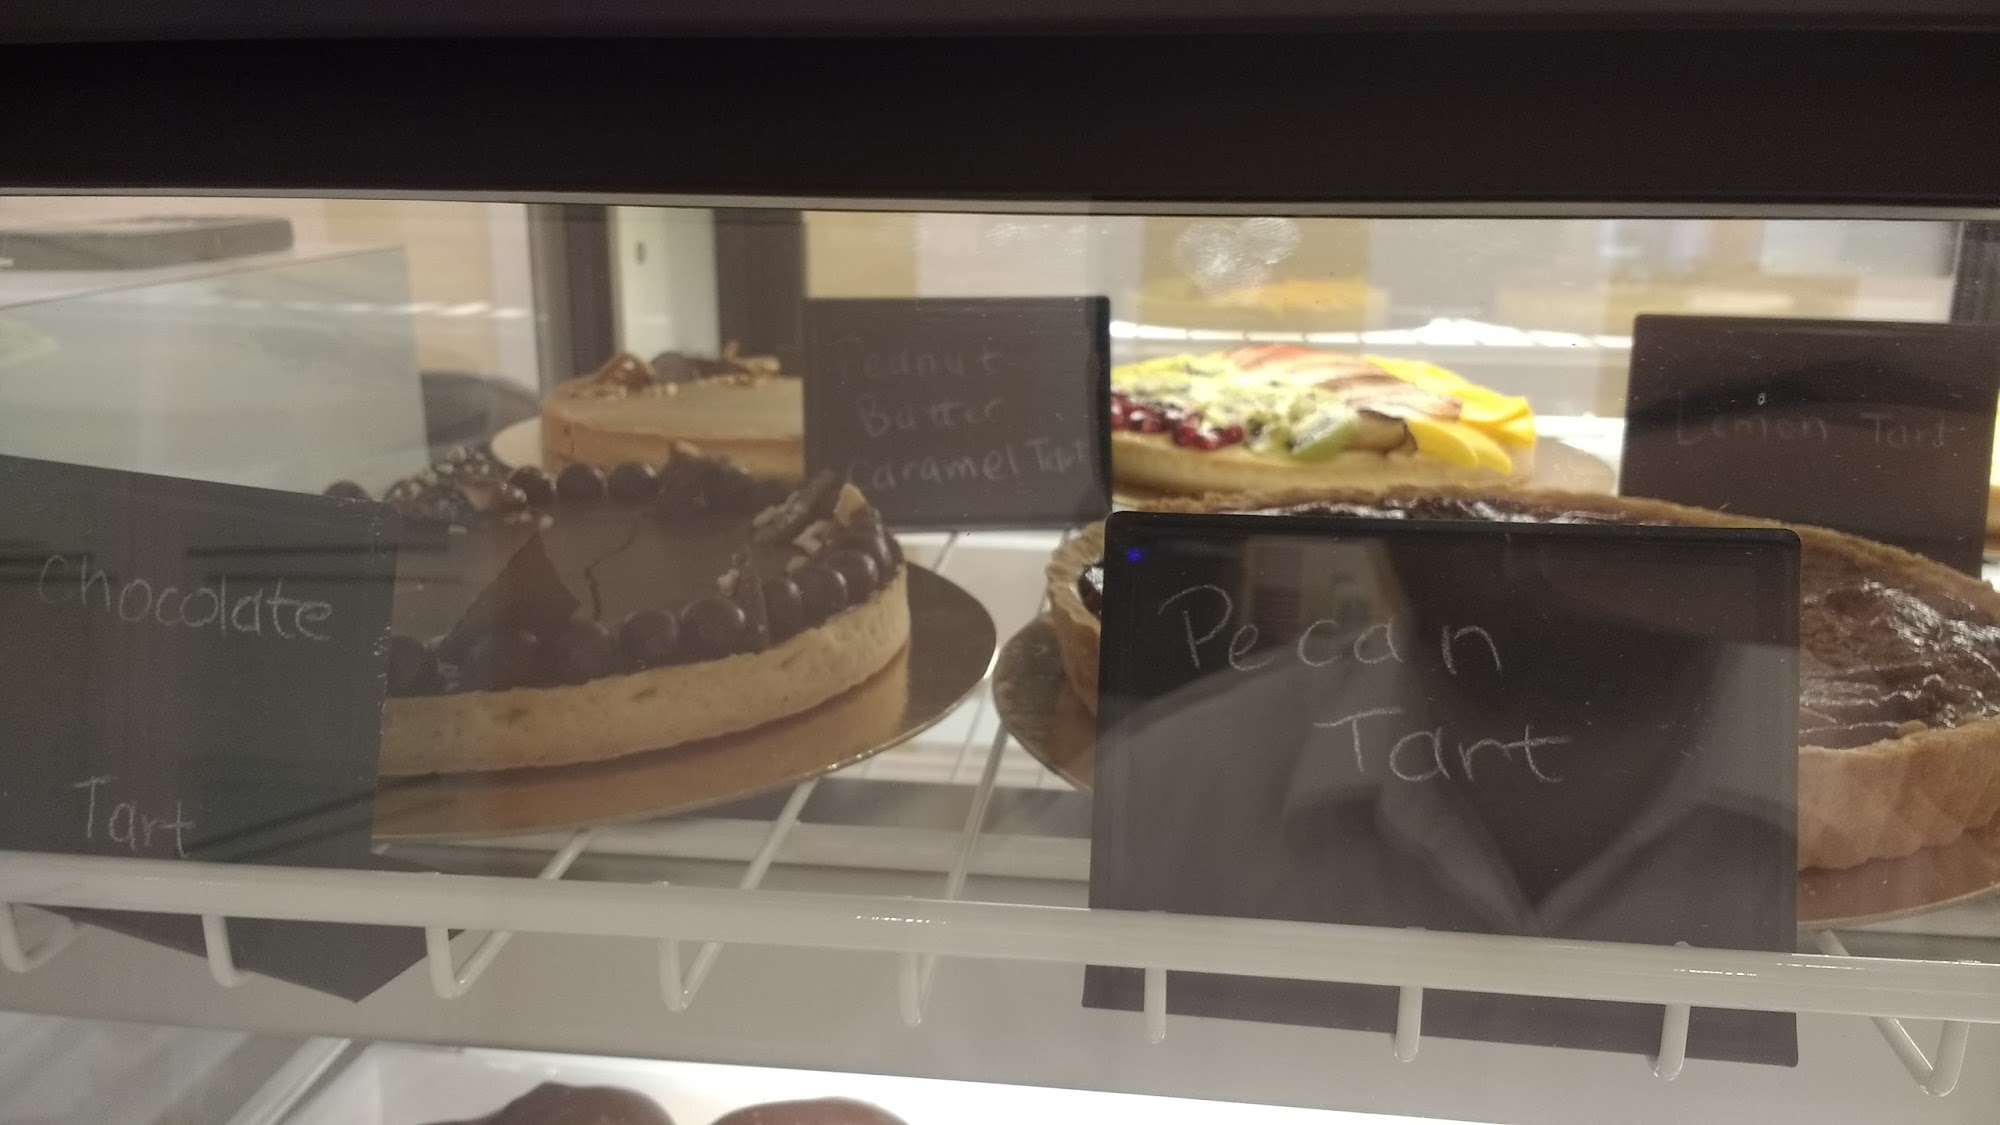 Peanut
Butter
Caramel Tart
Lemon Tart
Chocolate
Tart
Pecan
Tart